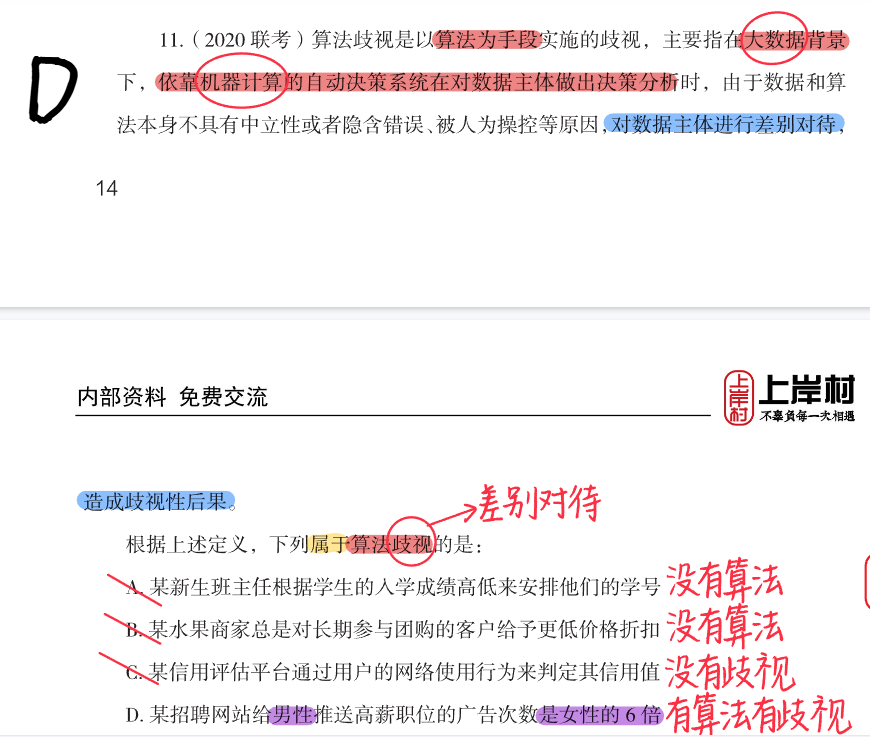 11.（2020 联考）算法歧视是以算法为手段实施的歧视，主要指在大数据背景
D
下，依靠机器计算的自动决策系统在对数据主体做出决策分析时，由于数据和算
法本身不具有中立性或者隐含错误、被人为操控等原因，对数据主体进行差别对待，
14
内部资料 免费交流
上岸村 上岸村
不辜负每一次相遇
造成歧视性后果。
差别对待
根据上述定义，下列属于算法歧视的是：
A. 某新生班主任根据学生的入学成绩高低来安排他们的学号 没有算法
B. 某水果商家总是对长期参与团购的客户给予更低价格折扣 没有算法
C. 某信用评估平台通过用户的网络使用行为来判定其信用值 没有歧视
D. 某招聘网站给男性推送高薪职位的广告次数是女性的 6 倍 有算法有歧视